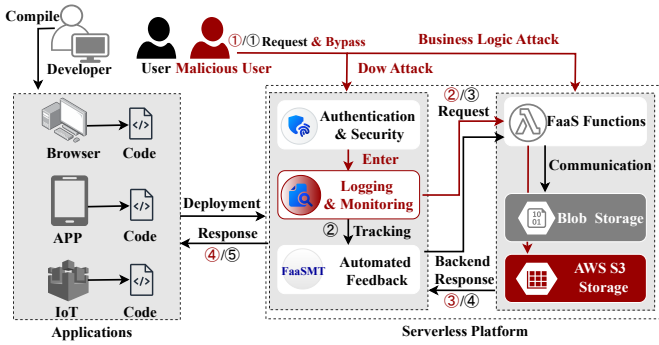 Compile
Developer
User Malicious User
①/① Request & Bypass
Business Logic Attack
Dow Attack
Browser
Code
APP
Code
IoT
Code
Applications
Deployment
Response
④/⑤
Authentication
& Security
Enter
Logging
& Monitoring
② Tracking
FaaSMT
Automated
Feedback
②/③
Request
Backend
Response
③/④
FaaS Functions
Communication
10
01
Blob Storage
AWS S3
Storage
Serverless Platform